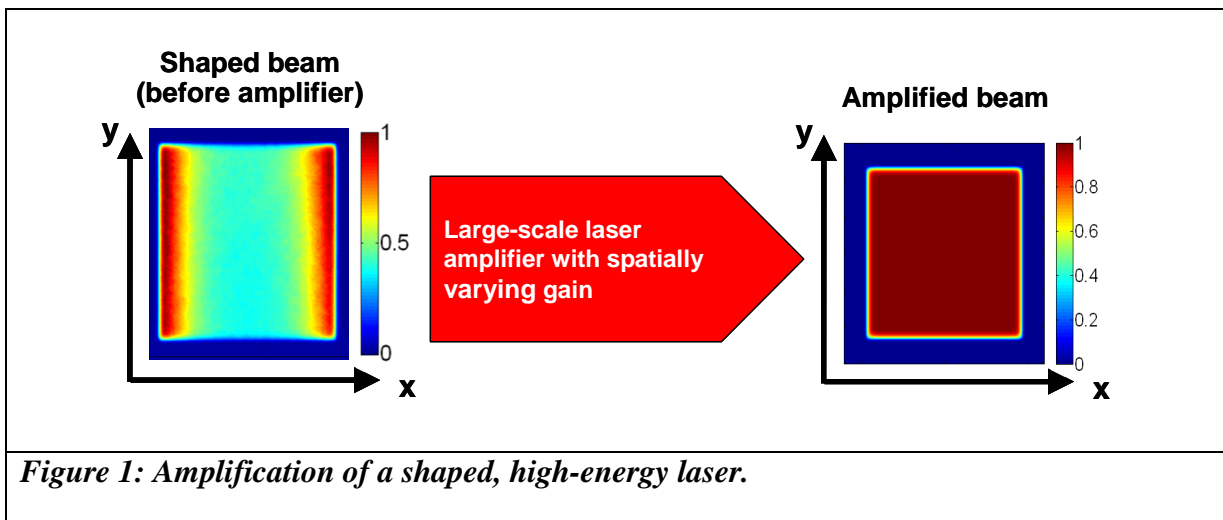 Shaped beam
(before amplifier)
y
1
0.5
0
x
Large-scale laser
amplifier with spatially
varying gain
Amplified beam
y
1
0.8
0.6
0.4
0.2
0
x
Figure 1: Amplification of a shaped, high-energy laser.